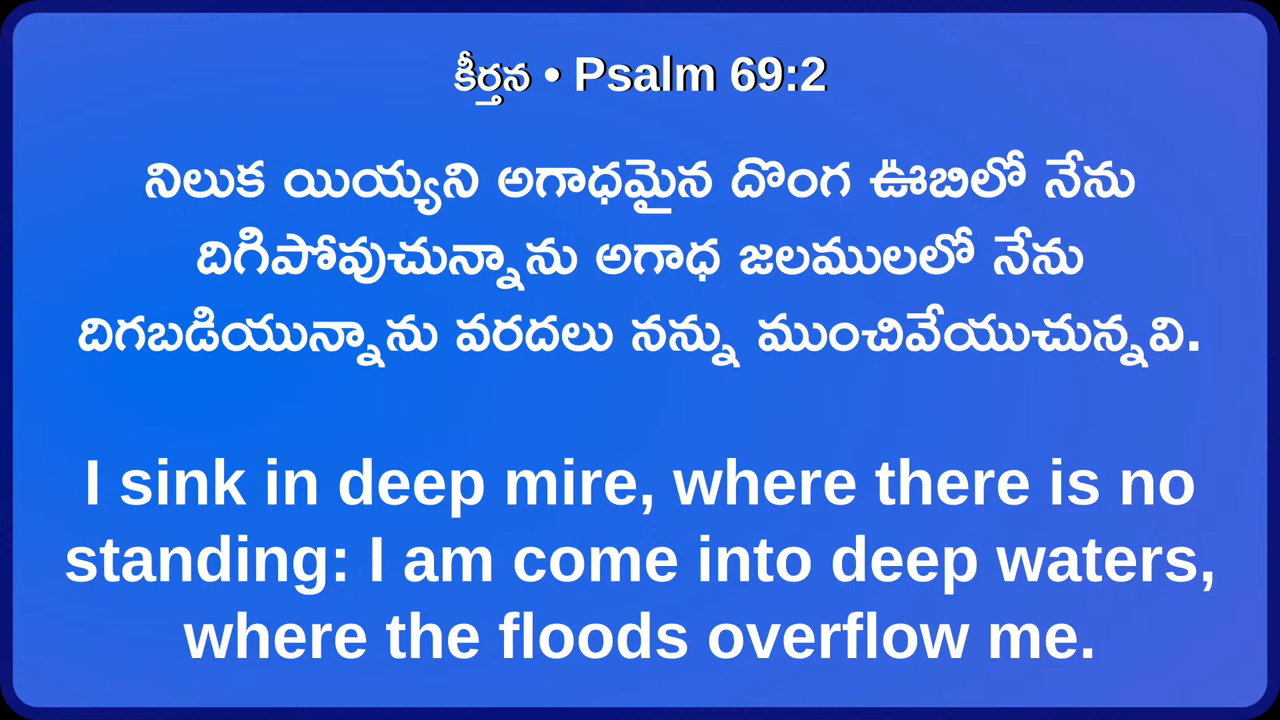 కీర్తన • Psalm 69:2
నిలుక యియ్యని అగాధమైన దొంగ ఊబిలో నేను
దిగిపోవుచున్నాను అగాధ జలములలో నేను
దిగబడియున్నాను వరదలు నన్ను ముంచివేయుచున్నవి.
I sink in deep mire, where there is no
standing: I am come into deep waters,
where the floods overflow me.